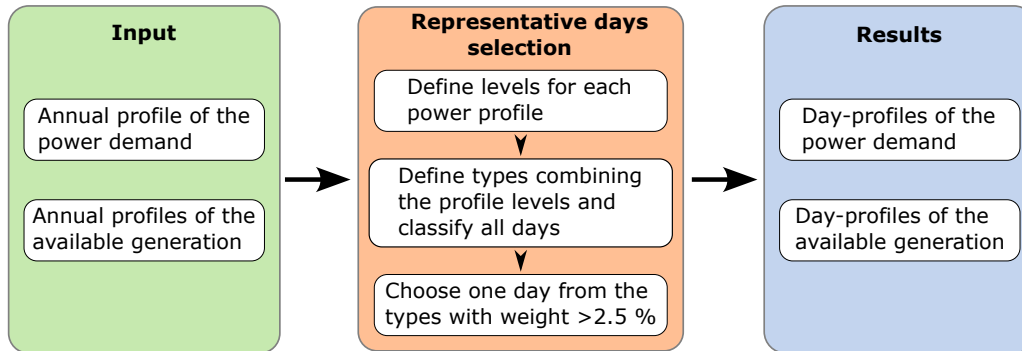 Input
Annual profile of the
power demand
Annual profiles of the
available generation
Representative days
selection
Define levels for each
power profile
Define types combining
the profile levels and
classify all days
Choose one day from the
types with weight >2.5 %
Results
Day-profiles of the
power demand
Day-profiles of the
available generation